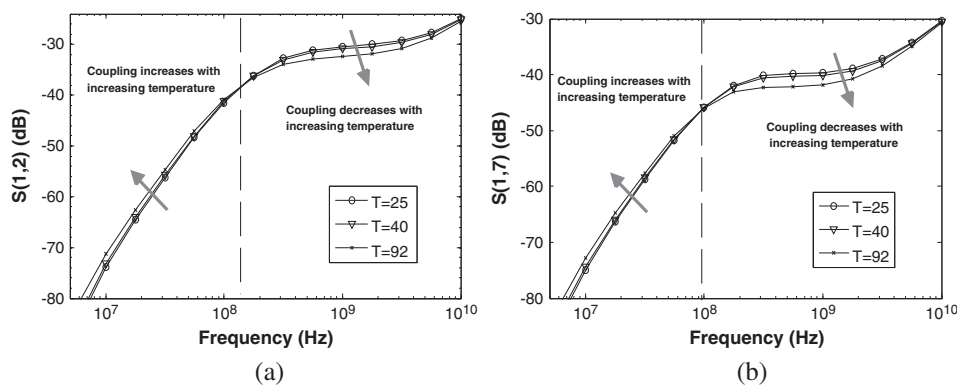 (a)
-30
-40
-50
-60
-70
-80
S(1,2) (dB)
Coupling increases with
increasing temperature
Coupling decreases with
increasing temperature
T=25
T=40
T=92
10^7
10^8
10^9
10^10
Frequency (Hz)
(a)
(b)
-30
-40
-50
-60
-70
-80
S(1,7) (dB)
Coupling increases with
increasing temperature
Coupling decreases with
increasing temperature
T=25
T=40
T=92
10^7
10^8
10^9
10^10
Frequency (Hz)
(b)